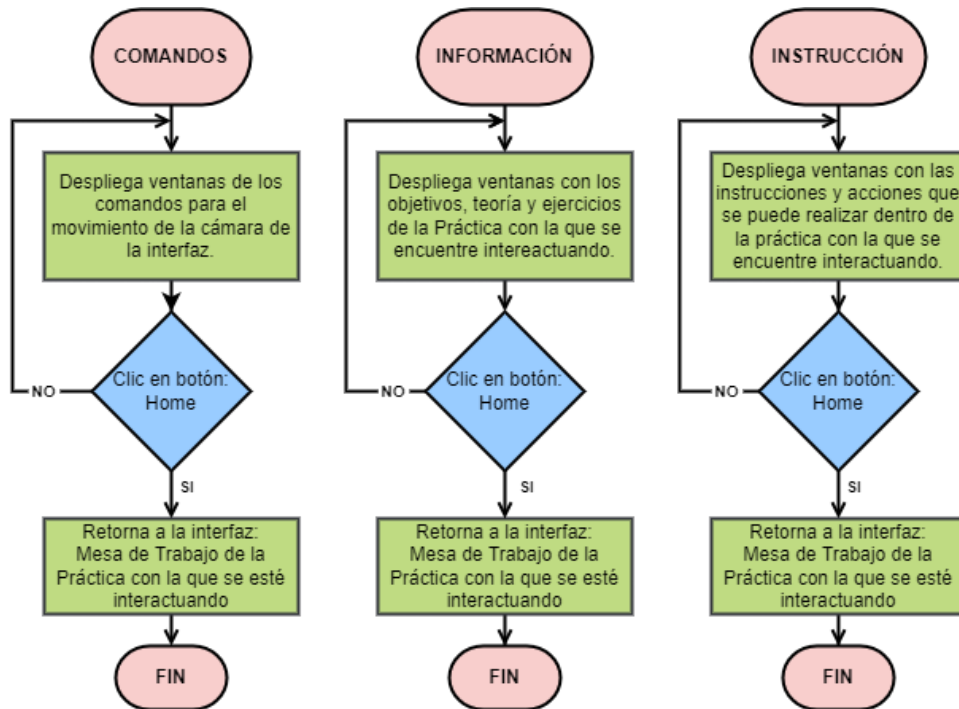 COMANDOS
Despliega ventanas de los
comandos para el
movimiento de la cámara de
la interfaz.
Clic en botón:
Home
NO
SI
Retorna a la interfaz:
Mesa de Trabajo de la
Práctica con la que se esté
interactuando
FIN
INFORMACIÓN
Despliega ventanas con los
objetivos, teoría y ejercicios
de la Práctica con la que se
encuentre intereactuando.
Clic en botón:
Home
NO
SI
Retorna a la interfaz:
Mesa de Trabajo de la
Práctica con la que se esté
interactuando
FIN
INSTRUCCIÓN
Despliega ventanas con las
instrucciones y acciones que
se puede realizar dentro de
la práctica con la que se
encuentre interactuando.
Clic en botón:
Home
NO
SI
Retorna a la interfaz:
Mesa de Trabajo de la
Práctica con la que se esté
interactuando
FIN